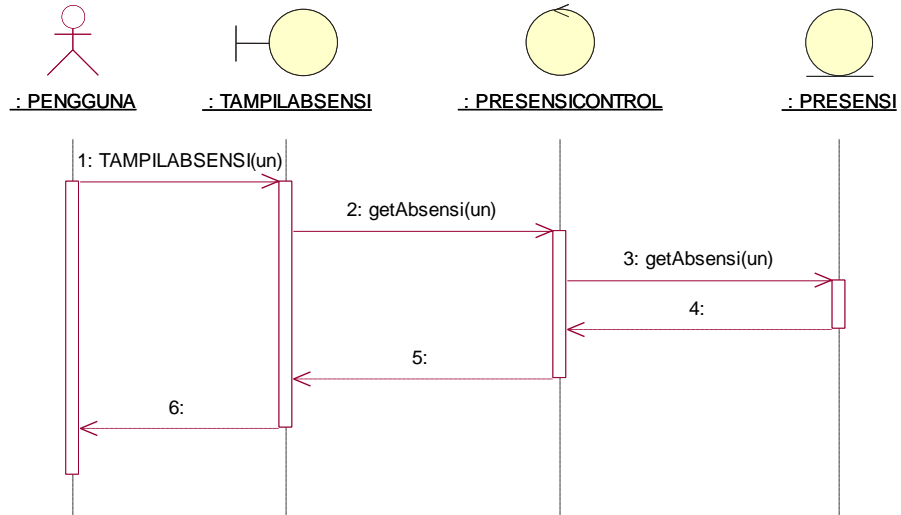 : PENGGUNA
: TAMPILABSENSI
: PRESENSICONTROL
: PRESENSI
1: TAMPILABSENSI(un)
2: getAbsensi(un)
3: getAbsensi(un)
4:
5:
6: